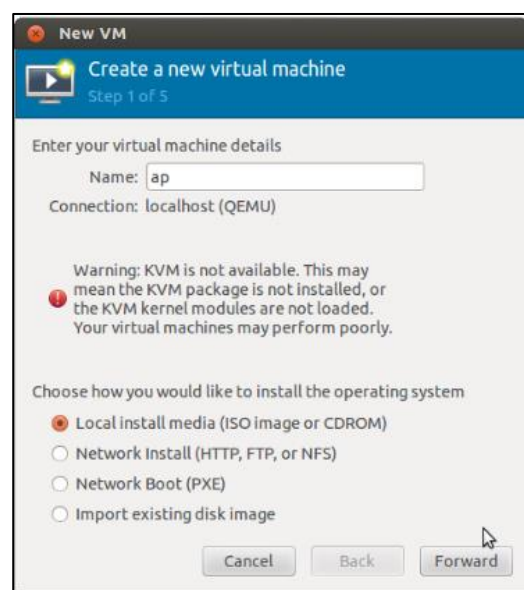 New VM
Create a new virtual machine
Step 1 of 5
Enter your virtual machine details
Name: ap
Connection: localhost (QEMU)
Warning: KVM is not available. This may
mean the KVM package is not installed, or
the KVM kernel modules are not loaded.
Your virtual machines may perform poorly.
Choose how you would like to install the operating system
Local install media (ISO image or CDROM)
Network Install (HTTP, FTP, or NFS)
Network Boot (PXE)
Import existing disk image
Cancel Back Forward